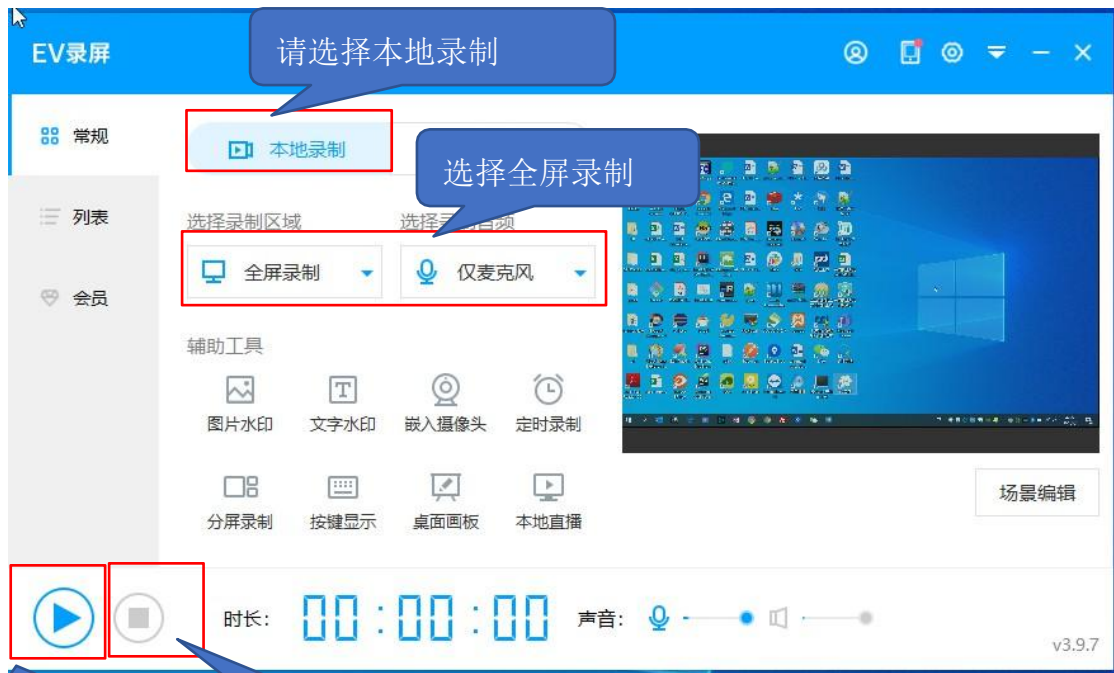 EV录屏
请选择本地录制
常规
本地录制
选择全屏录制
列表
选择录制区域
全屏录制
仅麦克风
会员
辅助工具
图片水印
文字水印
嵌入摄像头
定时录制
分屏录制
按键显示
桌面画板
本地直播
场景编辑
时长: 00:00:00 声音:
v3.9.7